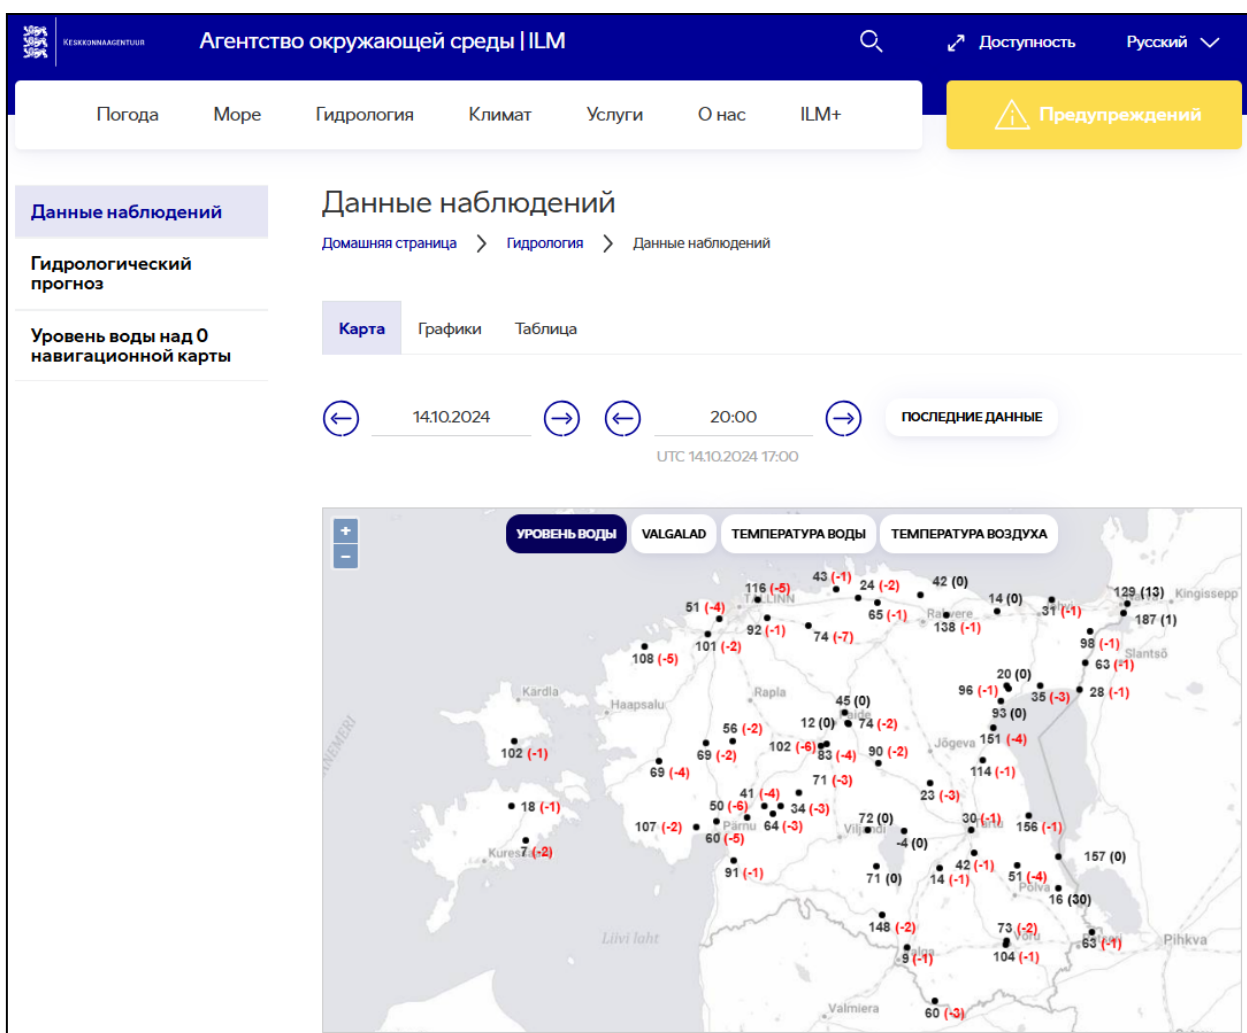 KESKKONNAAGENTUUR
Агентство окружающей среды | ILM
Доступность
Русский
Погода
Море
Гидрология
Климат
Услуги
О нас
ILM+
Предупреждений
Данные наблюдений
Гидрологический
прогноз
Уровень воды над 0
навигационной карты
Данные наблюдений
Домашняя страница
Гидрология
Данные наблюдений
Карта
Графики
Таблица
14.10.2024
20:00
ПОСЛЕДНИЕ ДАННЫЕ
UTC 14.10.2024 17:00
+
−
УРОВЕНЬ ВОДЫ
VALGALAD
ТЕМПЕРАТУРА ВОДЫ
ТЕМПЕРАТУРА ВОЗДУХА
43 (-1)
24 (-2)
42 (0)
116 (-5)
TALLINN
129 (13)
Kingissepp
51 (-4)
14 (0)
31 (-1)
65 (-1)
Rakvere
187 (1)
92 (-1)
74 (-7)
138 (-1)
101 (-2)
98 (-1)
Slantsõ
108 (-5)
63 (-1)
20 (0)
Kärdla
Rapla
96 (-1)
35 (-3)
28 (-1)
Haapsalu
45 (0)
93 (0)
12 (0)
74 (-2)
56 (-2)
102 (-6)
83 (-4)
151 (-4)
102 (-1)
69 (-2)
90 (-2)
Jõgeva
69 (-4)
114 (-1)
71 (-3)
41 (-4)
23 (-3)
18 (-1)
50 (-6)
34 (-3)
107 (-2)
Pärnu
64 (-3)
72 (0)
30 (-1)
156 (-1)
60 (-5)
Viljandi
-4 (0)
7 (-2)
157 (0)
91 (-1)
71 (0)
14 (-1)
42 (-1)
51 (-4)
Põlva
16 (30)
148 (-2)
73 (-2)
Võru
Liivi laht
63 (-1)
Pihkva
9 (-1)
104 (-1)
Valmiera
60 (-3)